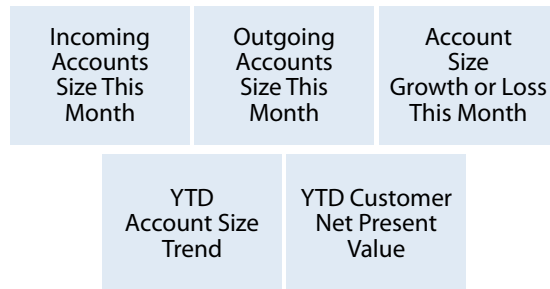 Incoming
Accounts
Size This
Month
Outgoing
Accounts
Size This
Month
Account
Size
Growth or Loss
This Month
YTD
Account Size
Trend
YTD Customer
Net Present
Value